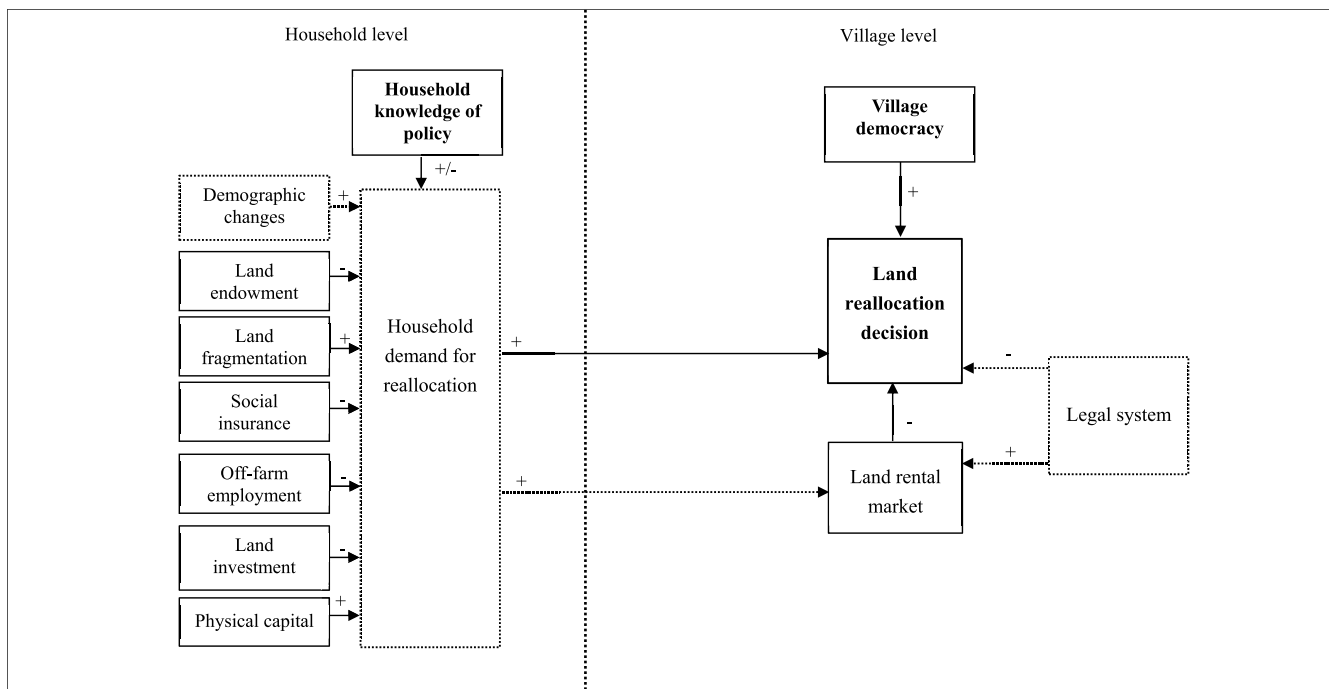 Household level
Village level
Household
knowledge of
policy
+/-
Demographic
changes
+
Land
endowment
-
Land
fragmentation
+
Social
insurance
-
Off-farm
employment
-
Land
investment
-
Physical capital
+
Household
demand for
reallocation
+
+
Village
democracy
+
Land
reallocation
decision
-
-
Land rental
market
+
Legal system